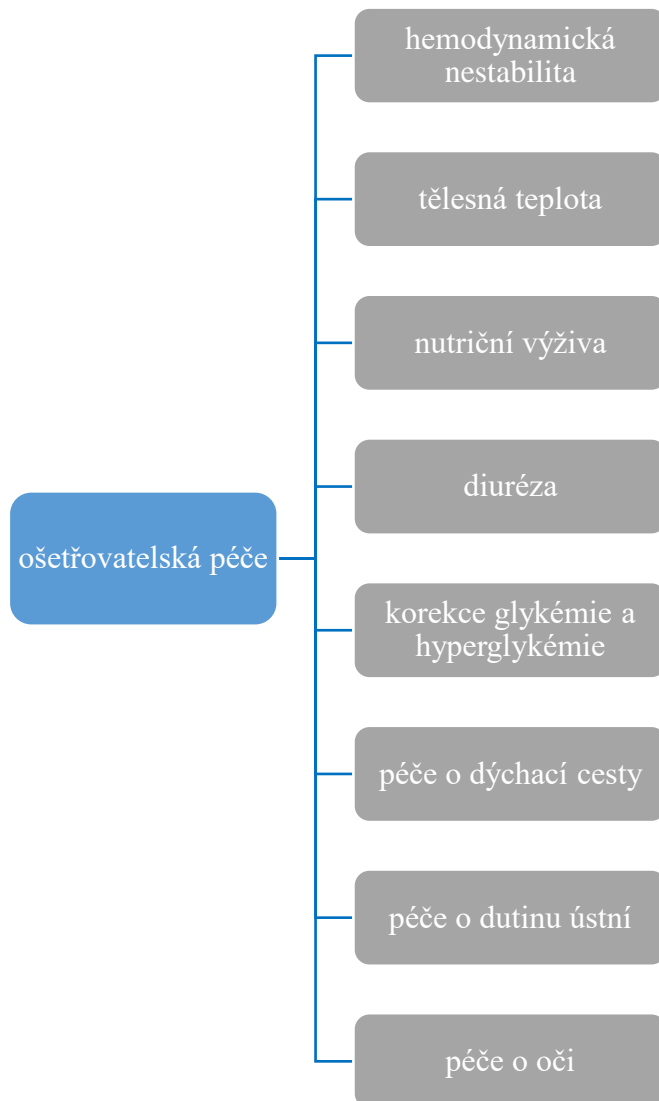 hemodynamická
nestabilita
tělesná teplota
nutriční výživa
diuréza
ošetřovatelská péče
korekce glykémie a
hyperglykémie
péče o dýchací cesty
péče o dutinu ústní
péče o oči